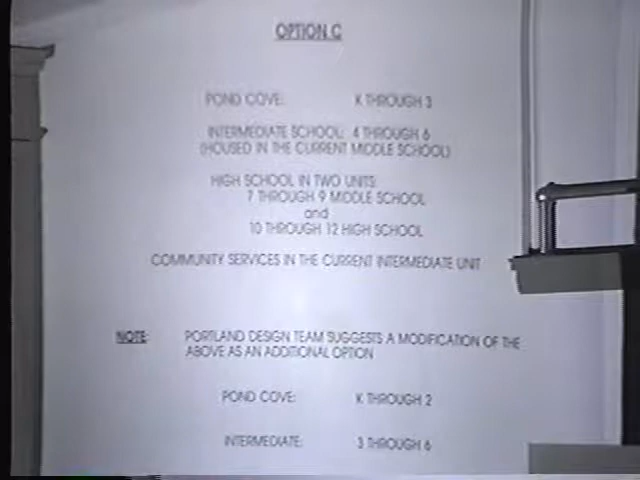 OPTION C
POND COVE: K THROUGH 3
INTERMEDIATE SCHOOL: 4 THROUGH 6
(HOUSED IN THE CURRENT MIDDLE SCHOOL)
HIGH SCHOOL IN TWO UNITS:
7 THROUGH 9 MIDDLE SCHOOL
and
10 THROUGH 12 HIGH SCHOOL
COMMUNITY SERVICES IN THE CURRENT INTERMEDIATE UNIT
NOTE: PORTLAND DESIGN TEAM SUGGESTS A MODIFICATION OF THE
ABOVE AS AN ADDITIONAL OPTION
POND COVE: K THROUGH 2
INTERMEDIATE: 3 THROUGH 6